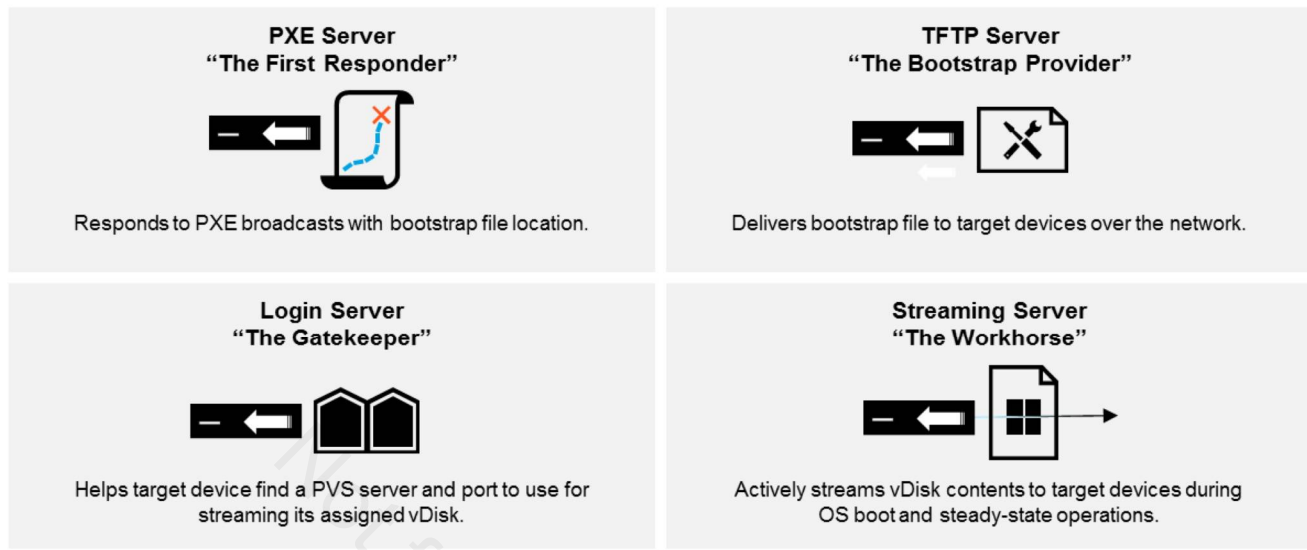 PXE Server
“The First Responder”
Responds to PXE broadcasts with bootstrap file location.
TFTP Server
“The Bootstrap Provider”
Delivers bootstrap file to target devices over the network.
Login Server
“The Gatekeeper”
Helps target device find a PVS server and port to use for
streaming its assigned vDisk.
Streaming Server
“The Workhorse”
Actively streams vDisk contents to target devices during
OS boot and steady-state operations.
Not